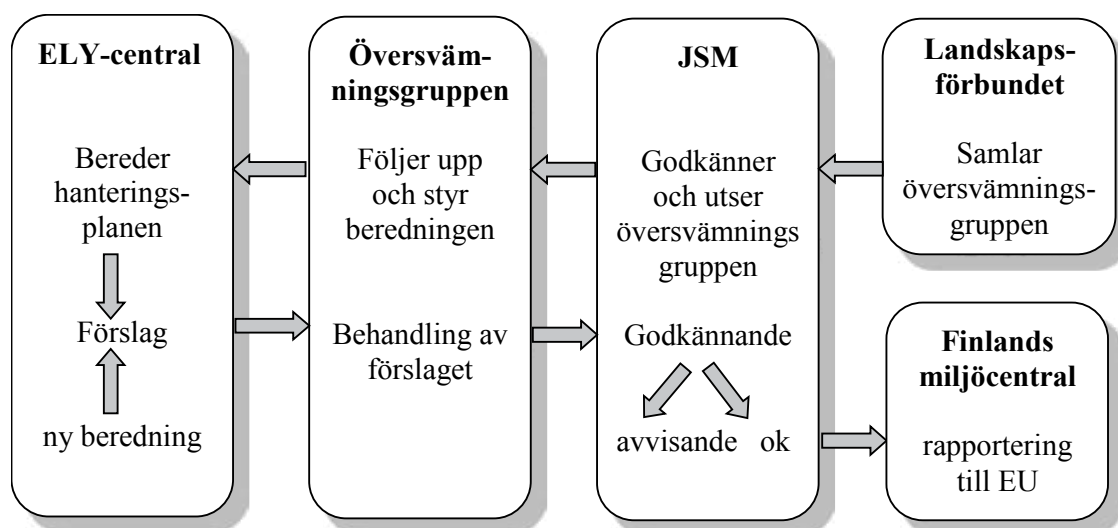 ELY-central
Bereder
hanterings-
planen
Förslag
ny beredning
Översväm-
ningsgruppen
Följer upp
och styr
beredningen
Behandling av
förslaget
JSM
Godkänner
och utser
översvämnings
gruppen
Godkännande
avvisande ok
Landskaps-
förbundet
Samlar
översvämnings-
gruppen
Finlands
miljöcentral
rapportering
till EU